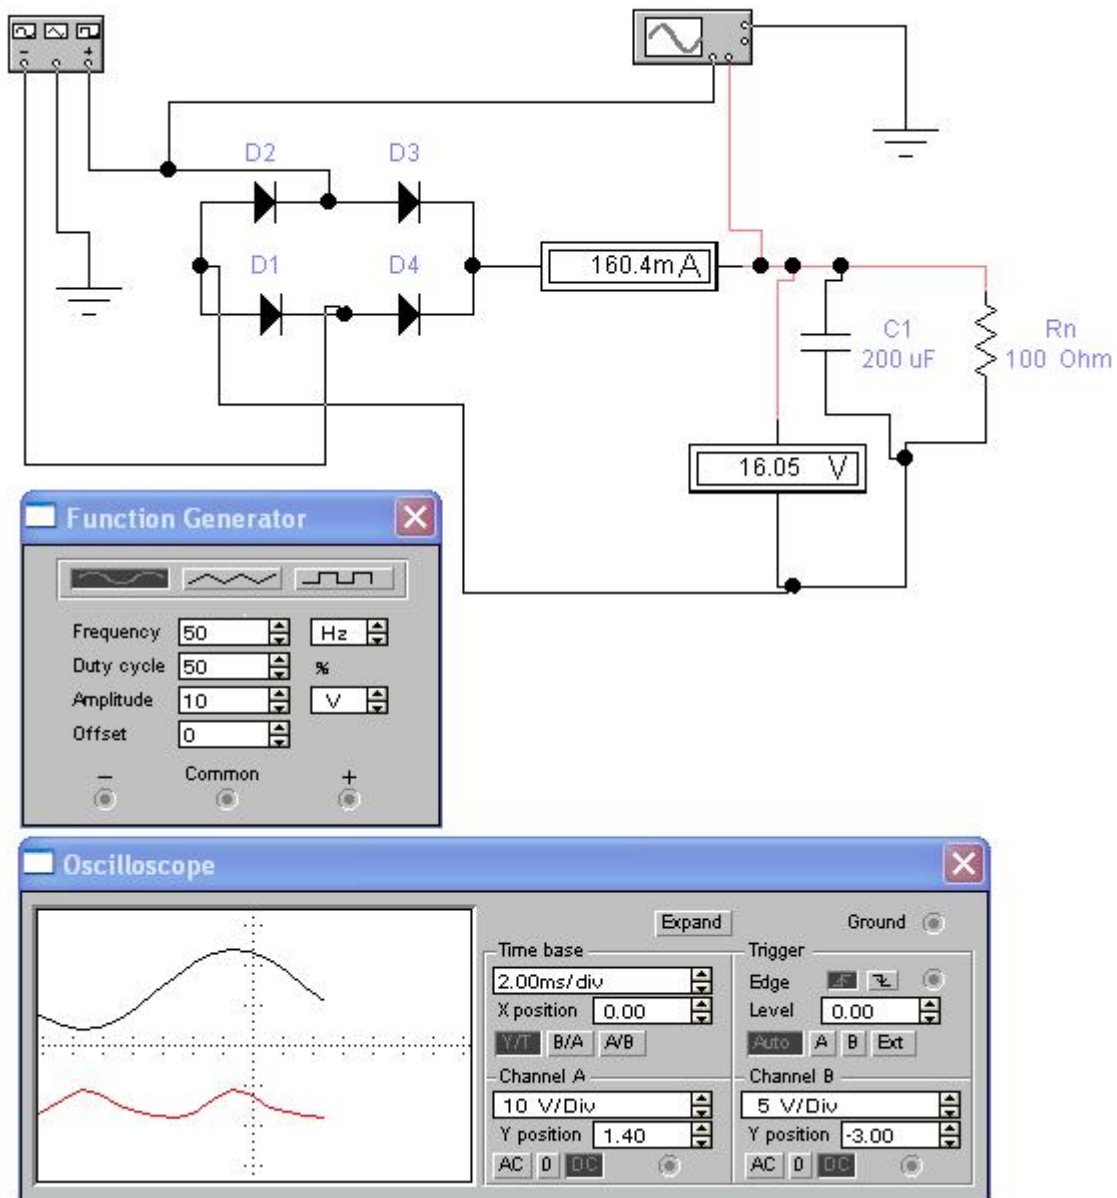 − +
D2 D3
D1 D4
160.4m A
C1
200 uF
Rn
100 Ohm
16.05 V
Function Generator
Frequency 50 Hz
Duty cycle 50 %
Amplitude 10 V
Offset 0
− Common +
Oscilloscope
Expand Ground
Time base
2.00ms/div
X position 0.00
Y/T B/A A/B
Trigger
Edge
Level 0.00
Auto A B Ext
Channel A
10 V/Div
Y position 1.40
AC 0 DC
Channel B
5 V/Div
Y position -3.00
AC 0 DC